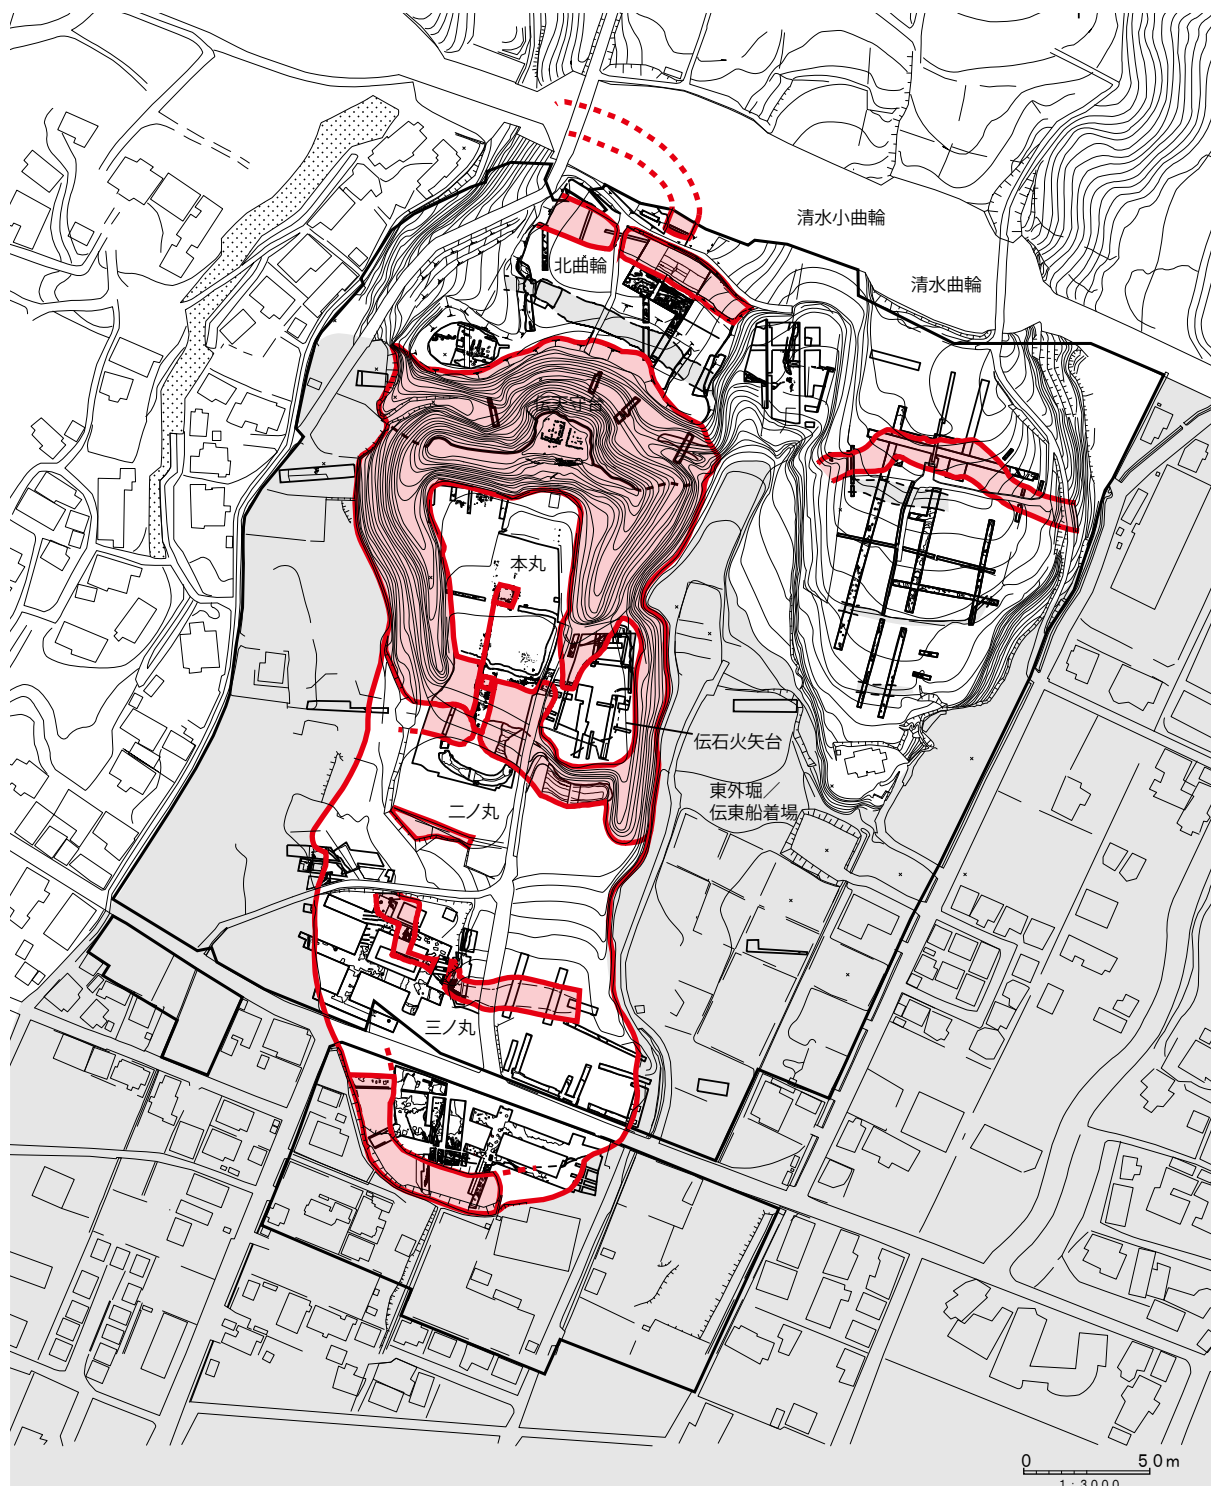 清水小曲輪
北曲輪
清水曲輪
伝天守台
本丸
伝石火矢台
東外堀／
伝東船着場
二ノ丸
三ノ丸
0 50m
1:3000